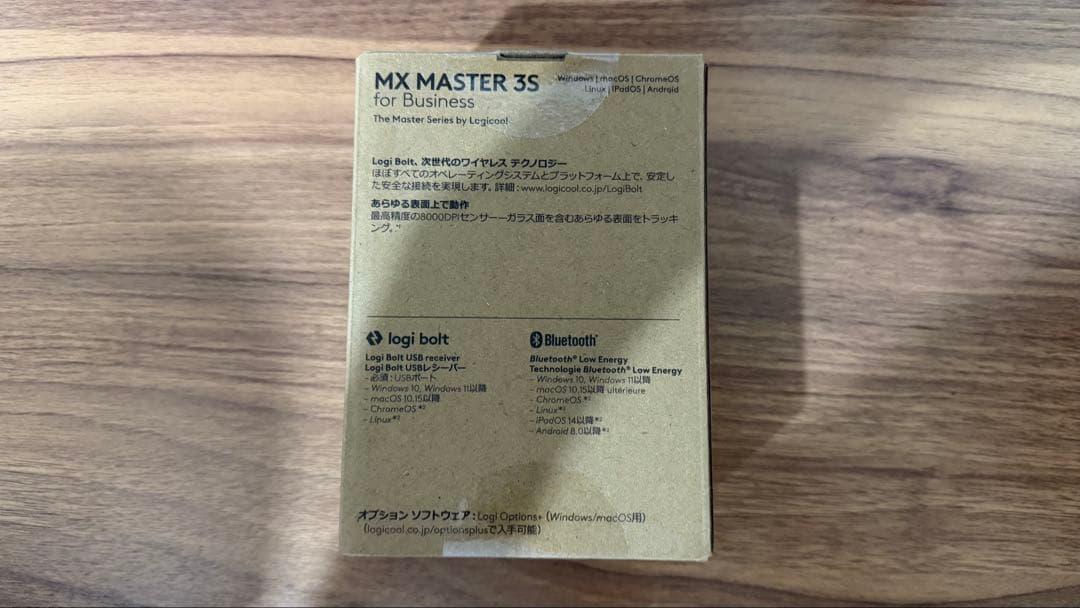 MX MASTER 3S
for Business
The Master Series by Logicool
Windows | macOS | ChromeOS
Linux | iPadOS | Android
Logi Bolt、次世代のワイヤレス テクノロジー
ほぼすべてのオペレーティングシステムとプラットフォーム上で、安定し
た安全な接続を実現します。詳細 : www.logicool.co.jp/LogiBolt
あらゆる表面上で動作
最高精度の8000DPIセンサー—ガラス面を含むあらゆる表面をトラッキ
ング。*¹
logi bolt
Logi Bolt USB receiver
Logi Bolt USBレシーバー
- 必須 : USBポート
- Windows 10, Windows 11以降
- macOS 10.15以降
- ChromeOS *²
- Linux*²
Bluetooth®
Bluetooth® Low Energy
Technologie Bluetooth® Low Energy
- Windows 10, Windows 11以降
- macOS 10.15以降 ultérieure
- ChromeOS *²
- Linux*²
- iPadOS 14以降 *²
- Android 8.0以降 *²
オプション ソフトウェア : Logi Options+ (Windows/macOS用)
(logicool.co.jp/optionsplusで入手可能)